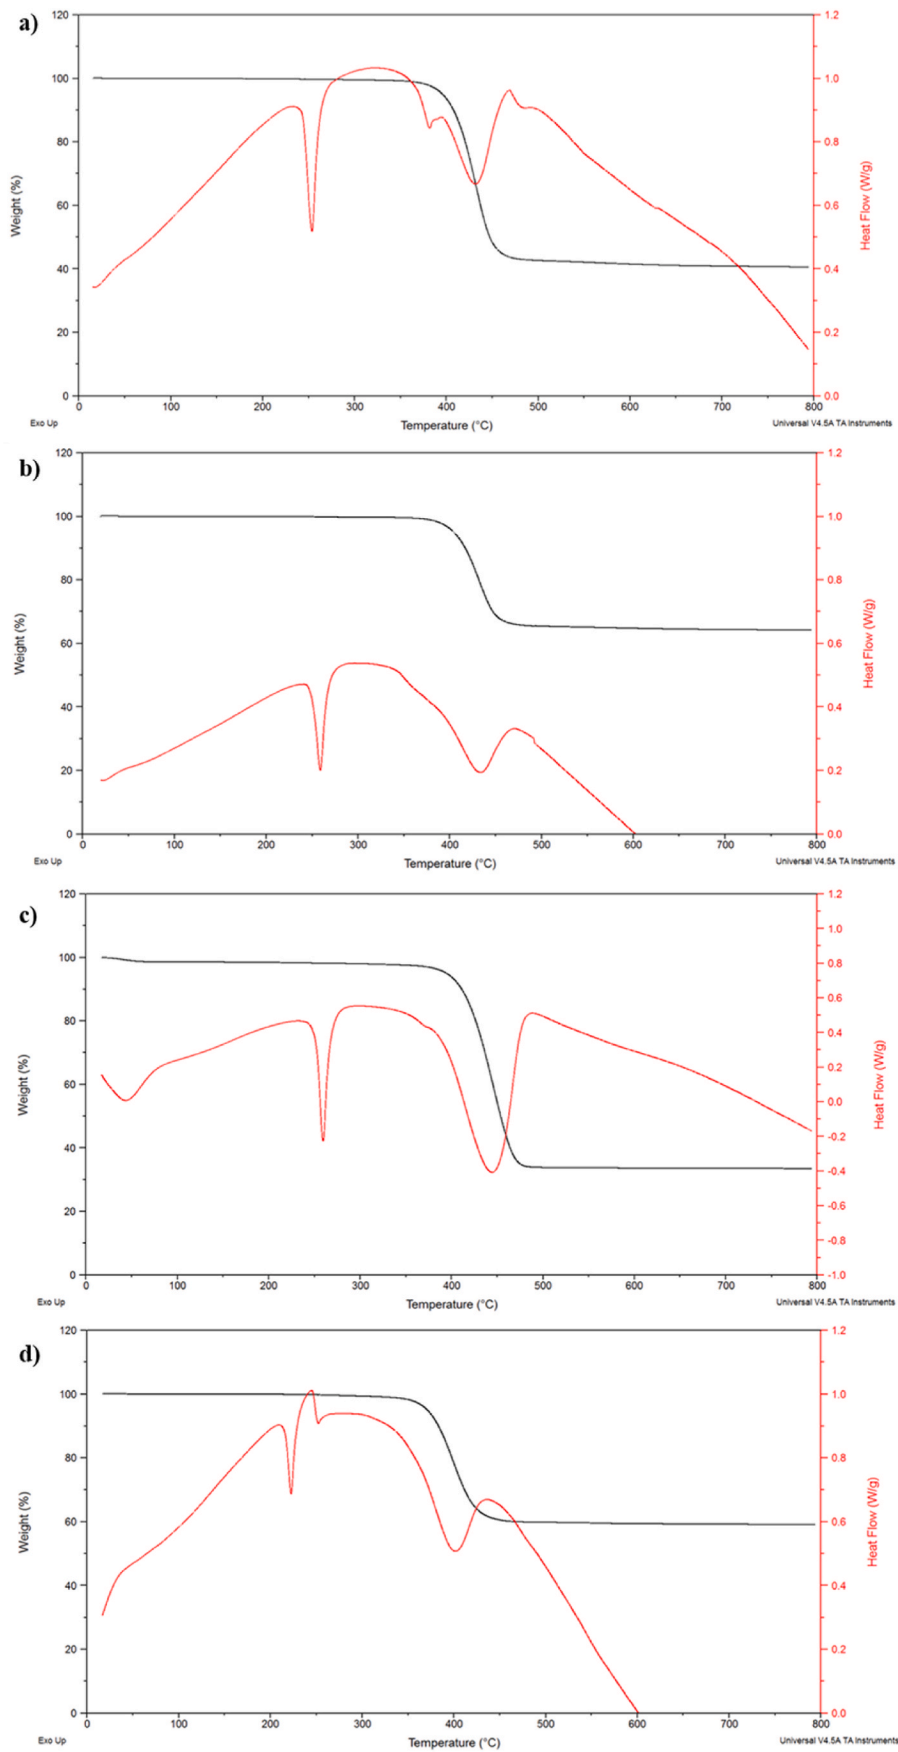 a)
120
100
80
60
40
20
0
Weight (%)
1.2
1.0
0.8
0.6
0.4
0.2
0.0
Heat Flow (W/g)
0 100 200 300 400 500 600 700 800
Exo Up
Temperature (°C)
Universal V4.5A TA Instruments
b)
120
100
80
60
40
20
0
Weight (%)
1.2
1.0
0.8
0.6
0.4
0.2
0.0
Heat Flow (W/g)
0 100 200 300 400 500 600 700 800
Exo Up
Temperature (°C)
Universal V4.5A TA Instruments
c)
120
100
80
60
40
20
0
Weight (%)
1.2
1.0
0.8
0.6
0.4
0.2
0.0
-0.2
-0.4
-0.6
-0.8
-1.0
Heat Flow (W/g)
0 100 200 300 400 500 600 700 800
Exo Up
Temperature (°C)
Universal V4.5A TA Instruments
d)
120
100
80
60
40
20
0
Weight (%)
1.2
1.0
0.8
0.6
0.4
0.2
0.0
Heat Flow (W/g)
0 100 200 300 400 500 600 700 800
Exo Up
Temperature (°C)
Universal V4.5A TA Instruments